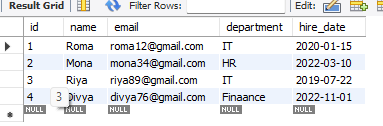 Result Grid Filter Rows: Edit:
id name email department hire_date
1 Roma roma12@gmail.com IT 2020-01-15
2 Mona mona34@gmail.com HR 2022-03-10
3 Riya riya89@gmail.com IT 2019-07-22
4 3 Divya divya76@gmail.com Finaance 2022-11-01
NULL NULL NULL NULL NULL